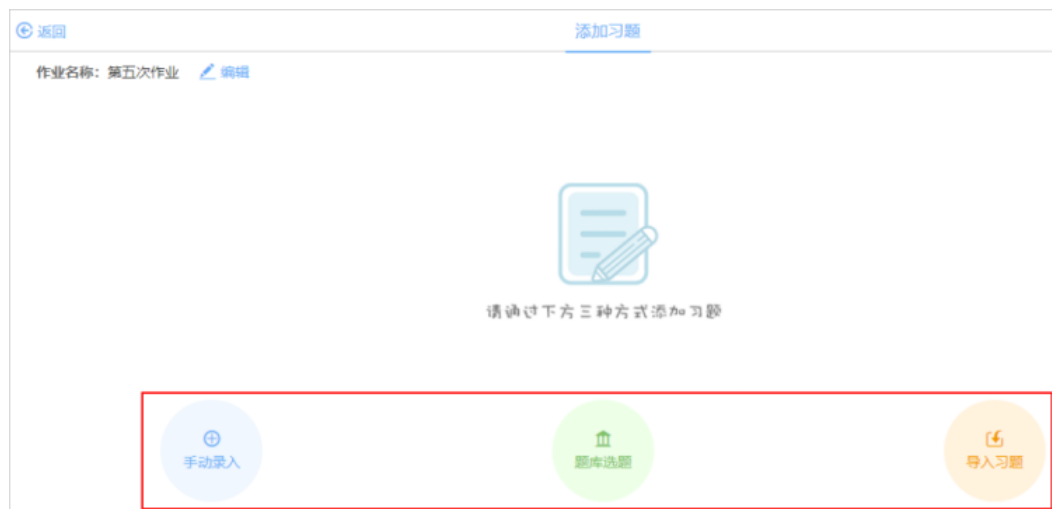 返回
添加习题
作业名称：第五次作业 编辑
请通过下方三种方式添加习题
手动录入
题库选题
导入习题